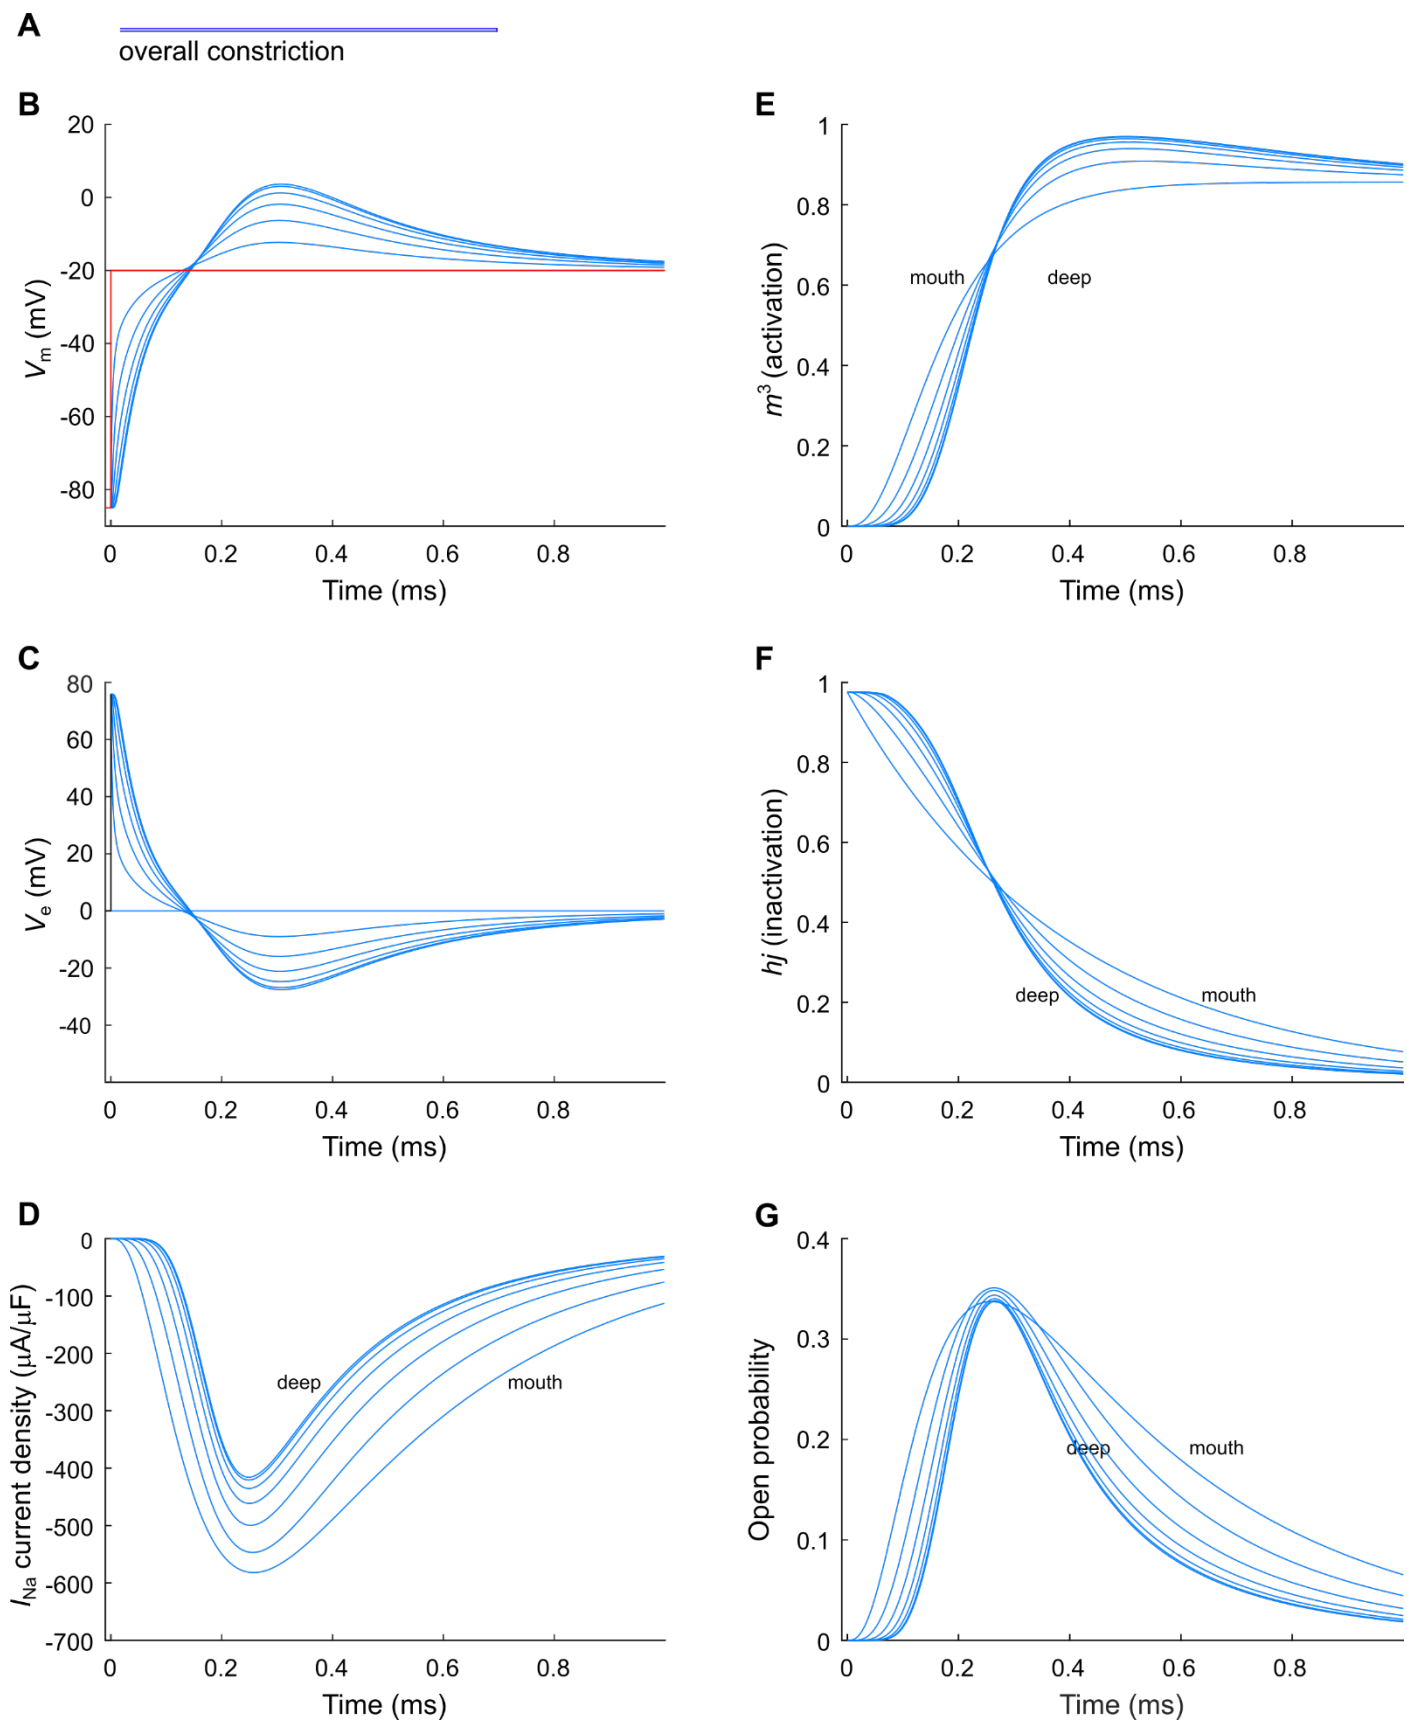 A
overall constriction
B
20
0
-20
-40
-60
-80
Vm (mV)
0 0.2 0.4 0.6 0.8
Time (ms)
E
1
0.8
0.6
0.4
0.2
0
m3 (activation)
mouth
deep
0 0.2 0.4 0.6 0.8
Time (ms)
C
80
60
40
20
0
-20
-40
Ve (mV)
0 0.2 0.4 0.6 0.8
Time (ms)
F
1
0.8
0.6
0.4
0.2
0
hj (inactivation)
deep
mouth
0 0.2 0.4 0.6 0.8
Time (ms)
D
0
-100
-200
-300
-400
-500
-600
-700
INa current density (μA/μF)
deep
mouth
0 0.2 0.4 0.6 0.8
Time (ms)
G
0.4
0.3
0.2
0.1
0
Open probability
deep
mouth
0 0.2 0.4 0.6 0.8
Time (ms)